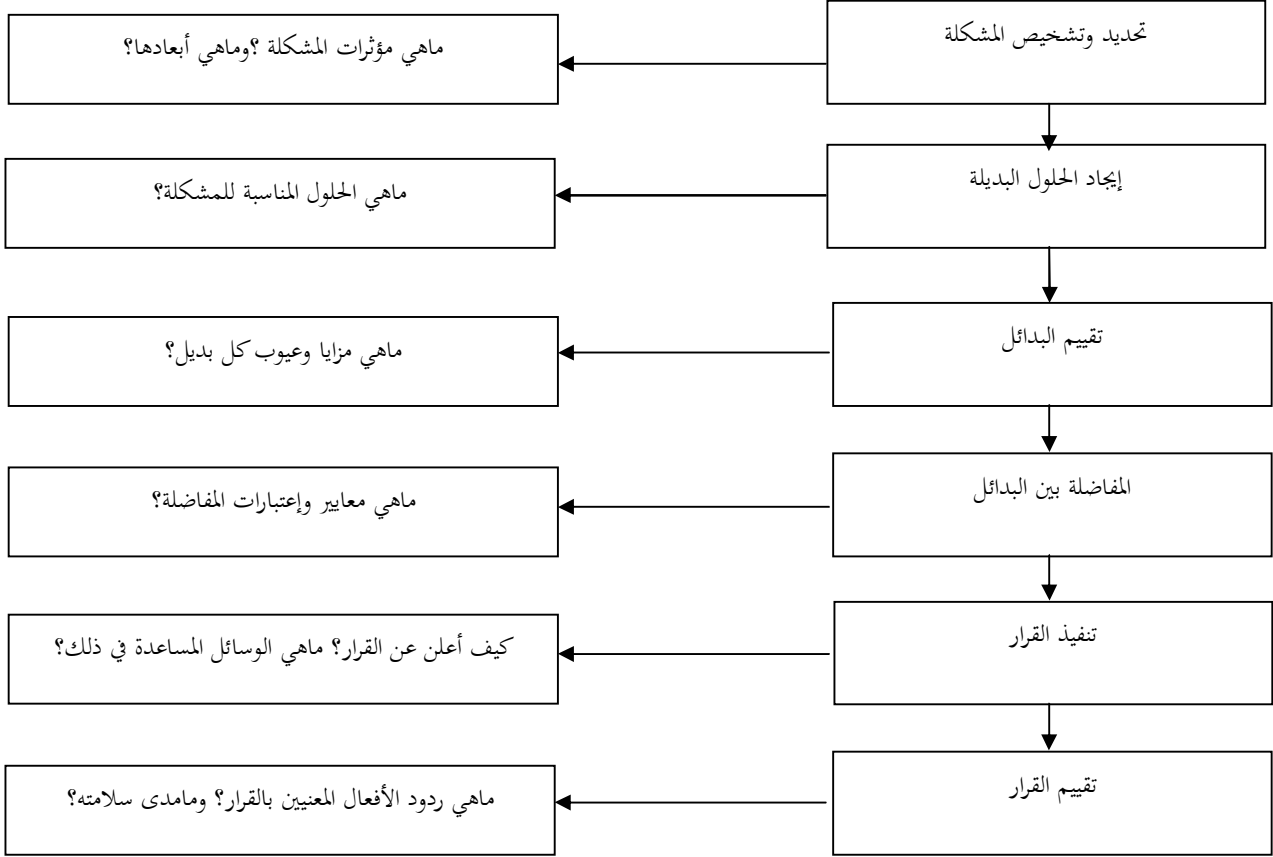 تحديد وتشخيص المشكلة
ماهي مؤثرات المشكلة ؟وماهي أبعادها؟
إيجاد الحلول البديلة
ماهي الحلول المناسبة للمشكلة؟
تقييم البدائل
ماهي مزايا وعيوب كل بديل؟
المفاضلة بين البدائل
ماهي معايير وإعتبارات المفاضلة؟
تنفيذ القرار
كيف أعلن عن القرار؟ ماهي الوسائل المساعدة في ذلك؟
تقييم القرار
ماهي ردود الأفعال المعنيين بالقرار؟ ومامدى سلامته؟